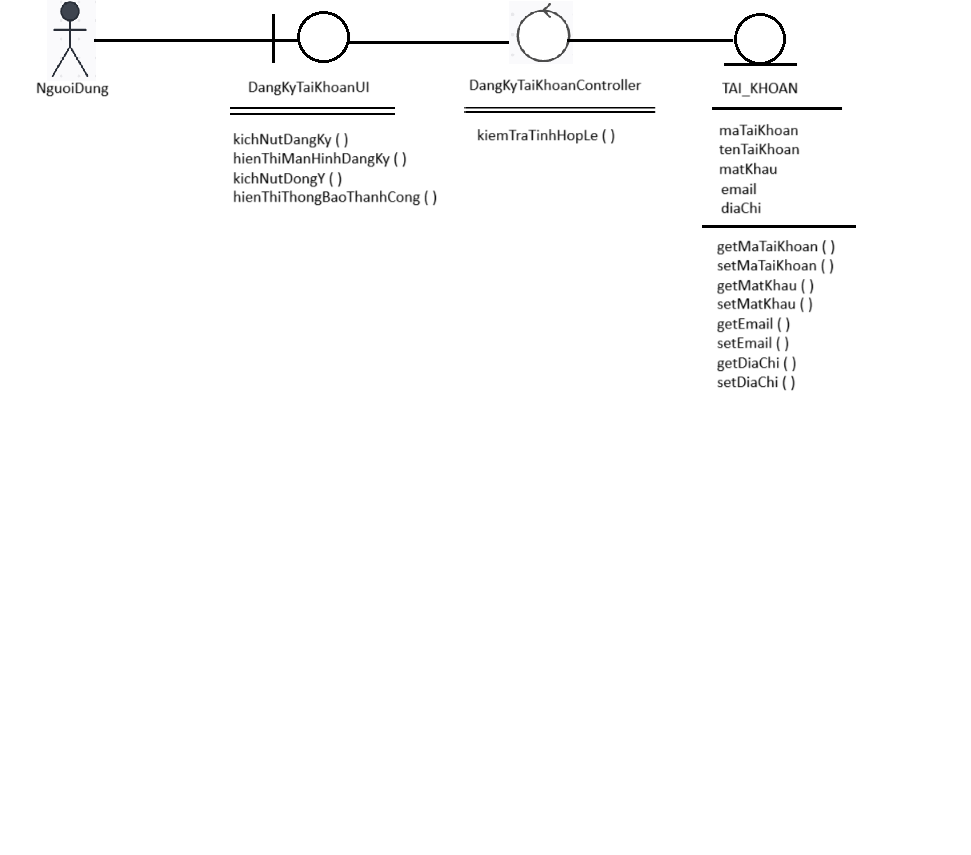 NguoiDung
DangKyTaiKhoanUI
kichNutDangKy ( )
hienThiManHinhDangKy ( )
kichNutDongY ( )
hienThiThongBaoThanhCong ( )
DangKyTaiKhoanController
kiemTraTinhHopLe ( )
TAI_KHOAN
maTaiKhoan
tenTaiKhoan
matKhau
email
diaChi
getMaTaiKhoan ( )
setMaTaiKhoan ( )
getMatKhau ( )
setMatKhau ( )
getEmail ( )
setEmail ( )
getDiaChi ( )
setDiaChi ( )